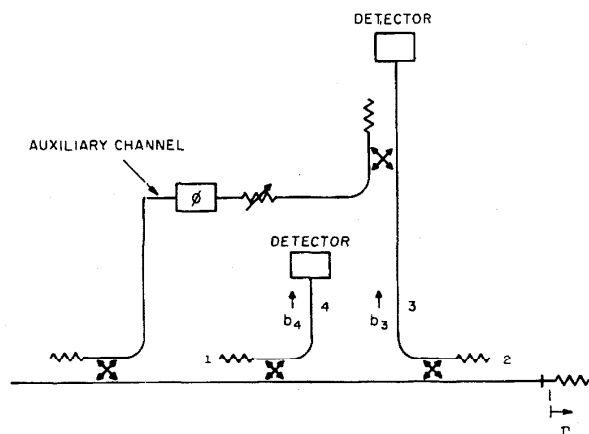 DETECTOR
AUXILIARY CHANNEL
ϕ
DETECTOR
b4
4
b3
3
1
2
Γ